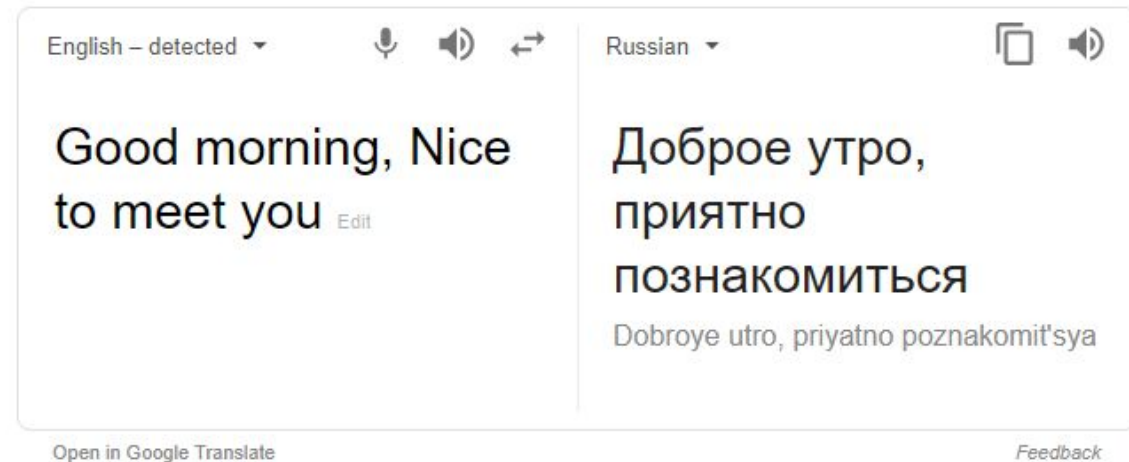 English – detected
Russian
Good morning, Nice
to meet you Edit
Доброе утро,
приятно
познакомиться
Dobroye utro, priyatno poznakomit'sya
Open in Google Translate
Feedback